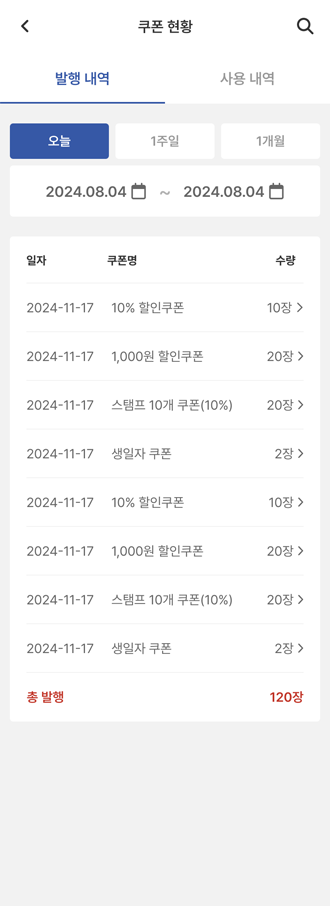 쿠폰 현황
발행 내역 사용 내역
오늘 1주일 1개월
2024.08.04 ~ 2024.08.04
일자 쿠폰명 수량
2024-11-17 10% 할인쿠폰 10장
2024-11-17 1,000원 할인쿠폰 20장
2024-11-17 스탬프 10개 쿠폰(10%) 20장
2024-11-17 생일자 쿠폰 2장
2024-11-17 10% 할인쿠폰 10장
2024-11-17 1,000원 할인쿠폰 20장
2024-11-17 스탬프 10개 쿠폰(10%) 20장
2024-11-17 생일자 쿠폰 2장
총 발행 120장